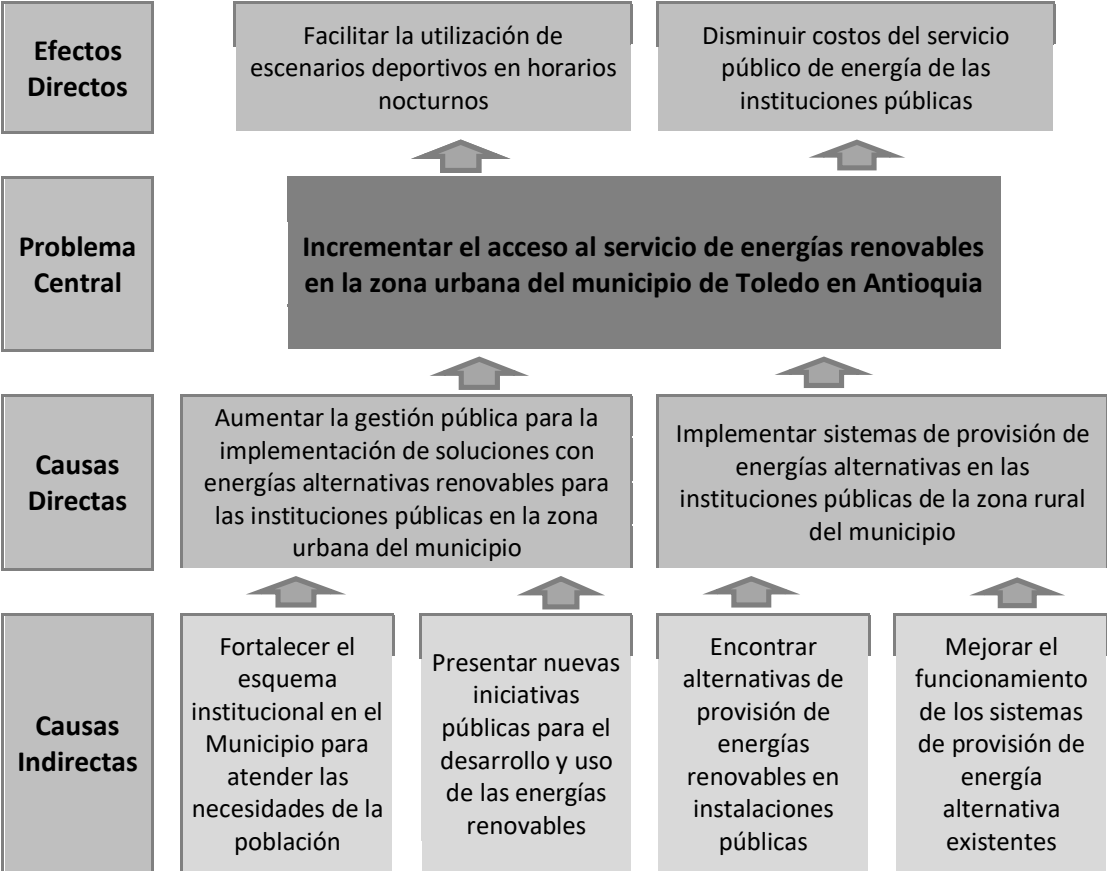 Efectos
Directos
Facilitar la utilización de
escenarios deportivos en horarios
nocturnos
Disminuir costos del servicio
público de energía de las
instituciones públicas
Problema
Central
Incrementar el acceso al servicio de energías renovables
en la zona urbana del municipio de Toledo en Antioquia
Causas
Directas
Aumentar la gestión pública para la
implementación de soluciones con
energías alternativas renovables para
las instituciones públicas en la zona
urbana del municipio
Implementar sistemas de provisión de
energías alternativas en las
instituciones públicas de la zona rural
del municipio
Causas
Indirectas
Fortalecer el
esquema
institucional en el
Municipio para
atender las
necesidades de la
población
Presentar nuevas
iniciativas
públicas para el
desarrollo y uso
de las energías
renovables
Encontrar
alternativas de
provisión de
energías
renovables en
instalaciones
públicas
Mejorar el
funcionamiento
de los sistemas
de provisión de
energía
alternativa
existentes